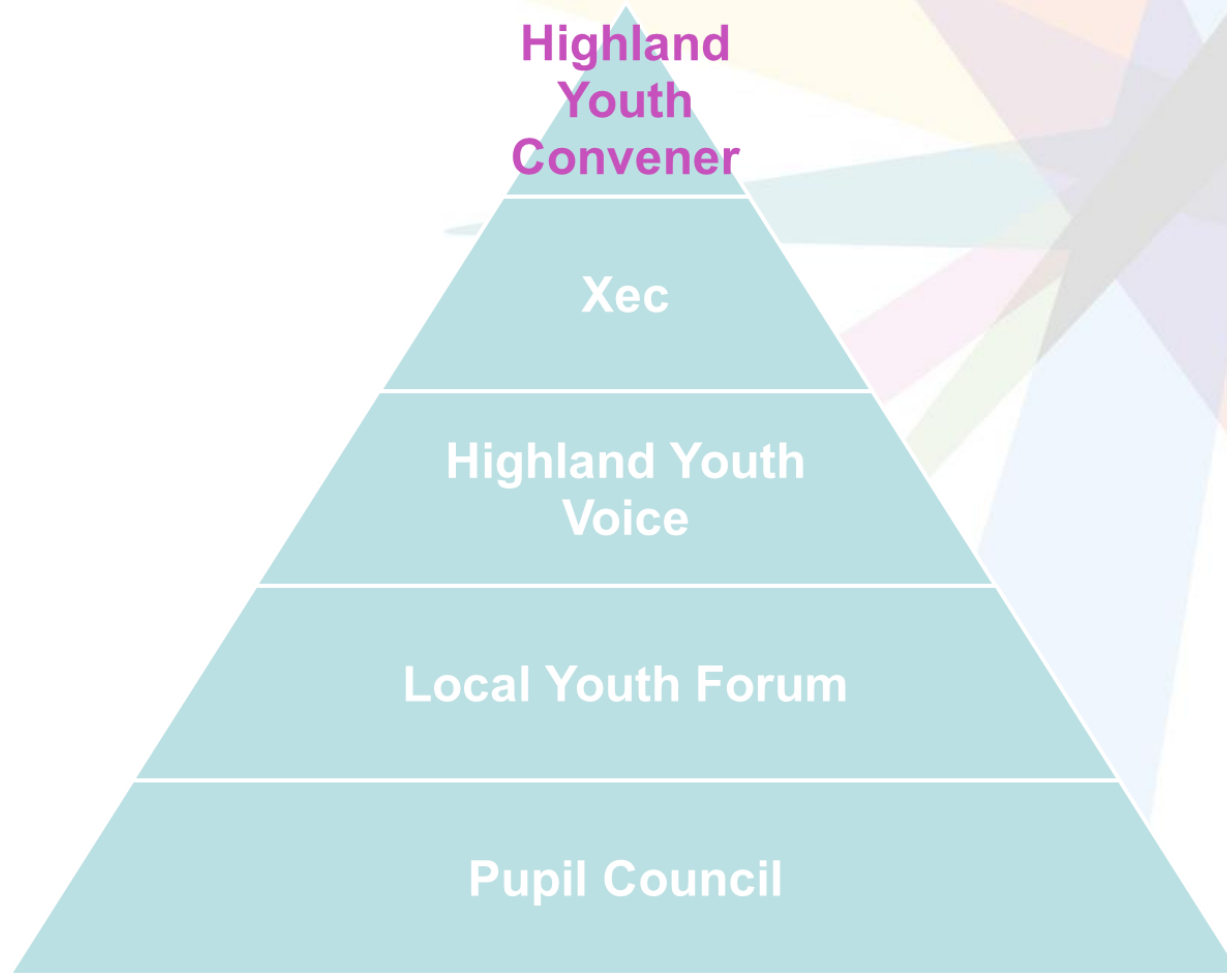 Highland
Youth
Convener
Xec
Highland Youth
Voice
Local Youth Forum
Pupil Council